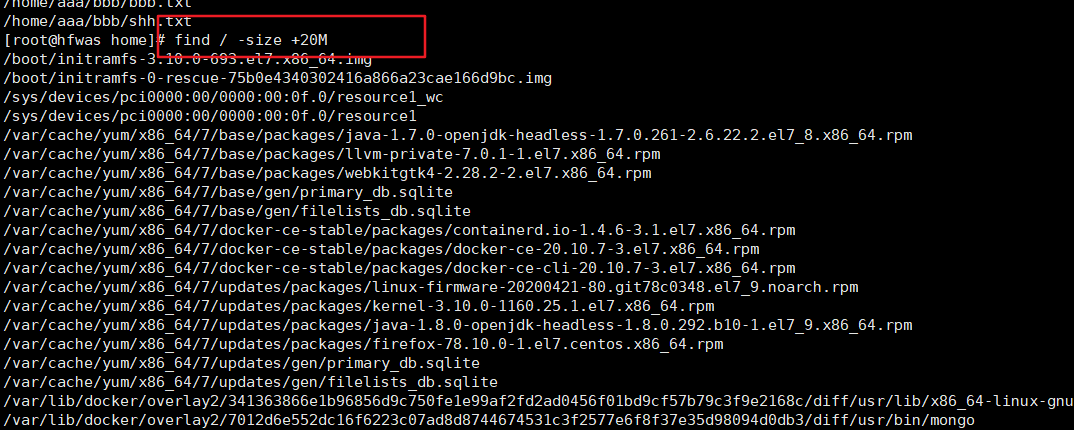 /home/aaa/bbb/bbb.txt
/home/aaa/bbb/shh.txt
[root@hfwas home]# find / -size +20M
/boot/initramfs-3.10.0-693.el7.x86_64.img
/boot/initramfs-0-rescue-75b0e4340302416a866a23cae166d9bc.img
/sys/devices/pci0000:00/0000:00:0f.0/resource1_wc
/sys/devices/pci0000:00/0000:00:0f.0/resource1
/var/cache/yum/x86_64/7/base/packages/java-1.7.0-openjdk-headless-1.7.0.261-2.6.22.2.el7_8.x86_64.rpm
/var/cache/yum/x86_64/7/base/packages/llvm-private-7.0.1-1.el7.x86_64.rpm
/var/cache/yum/x86_64/7/base/packages/webkitgtk4-2.28.2-2.el7.x86_64.rpm
/var/cache/yum/x86_64/7/base/gen/primary_db.sqlite
/var/cache/yum/x86_64/7/base/gen/filelists_db.sqlite
/var/cache/yum/x86_64/7/docker-ce-stable/packages/containerd.io-1.4.6-3.1.el7.x86_64.rpm
/var/cache/yum/x86_64/7/docker-ce-stable/packages/docker-ce-20.10.7-3.el7.x86_64.rpm
/var/cache/yum/x86_64/7/docker-ce-stable/packages/docker-ce-cli-20.10.7-3.el7.x86_64.rpm
/var/cache/yum/x86_64/7/updates/packages/linux-firmware-20200421-80.git78c0348.el7_9.noarch.rpm
/var/cache/yum/x86_64/7/updates/packages/kernel-3.10.0-1160.25.1.el7.x86_64.rpm
/var/cache/yum/x86_64/7/updates/packages/java-1.8.0-openjdk-headless-1.8.0.292.b10-1.el7_9.x86_64.rpm
/var/cache/yum/x86_64/7/updates/packages/firefox-78.10.0-1.el7.centos.x86_64.rpm
/var/cache/yum/x86_64/7/updates/gen/primary_db.sqlite
/var/cache/yum/x86_64/7/updates/gen/filelists_db.sqlite
/var/lib/docker/overlay2/341363866e1b96856d9c750fe1e99af2fd2ad0456f01bd9cf57b79c3f9e2168c/diff/usr/lib/x86_64-linux-gnu
/var/lib/docker/overlay2/7012d6e552dc16f6223c07ad8d8744674531c3f2577e6f8f37e35d98094d0db3/diff/usr/bin/mongo